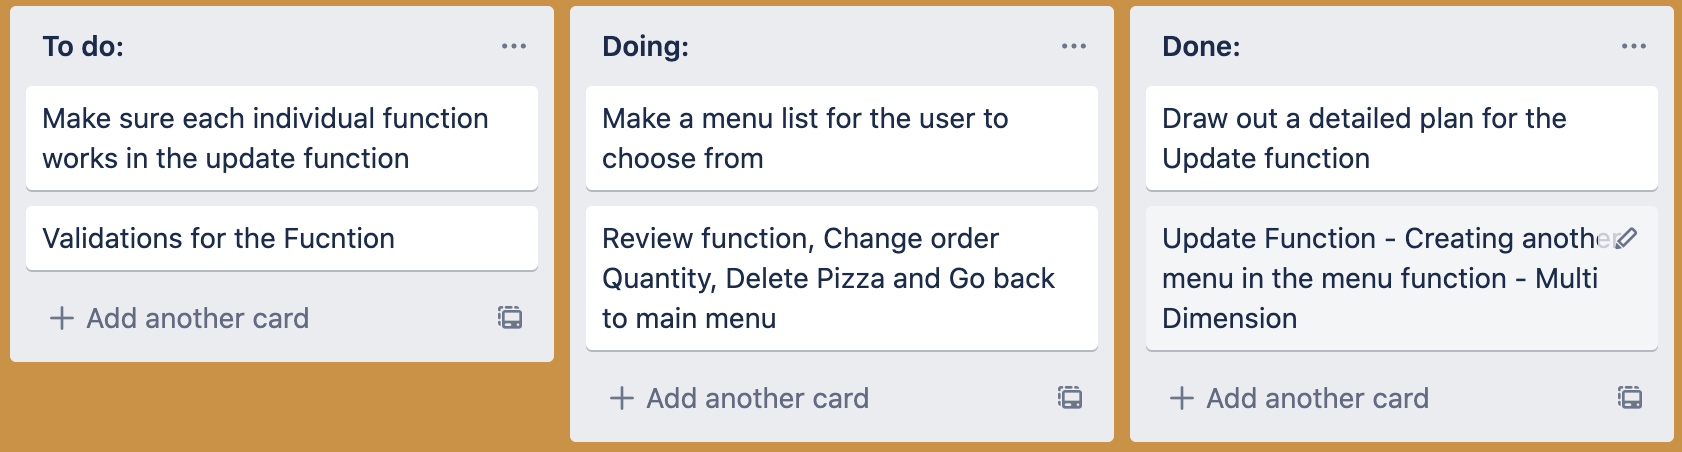 To do:
Make sure each individual function
works in the update function
Validations for the Fucntion
Add another card
Doing:
Make a menu list for the user to
choose from
Review function, Change order
Quantity, Delete Pizza and Go back
to main menu
Add another card
Done:
Draw out a detailed plan for the
Update function
Update Function - Creating another
menu in the menu function - Multi
Dimension
Add another card